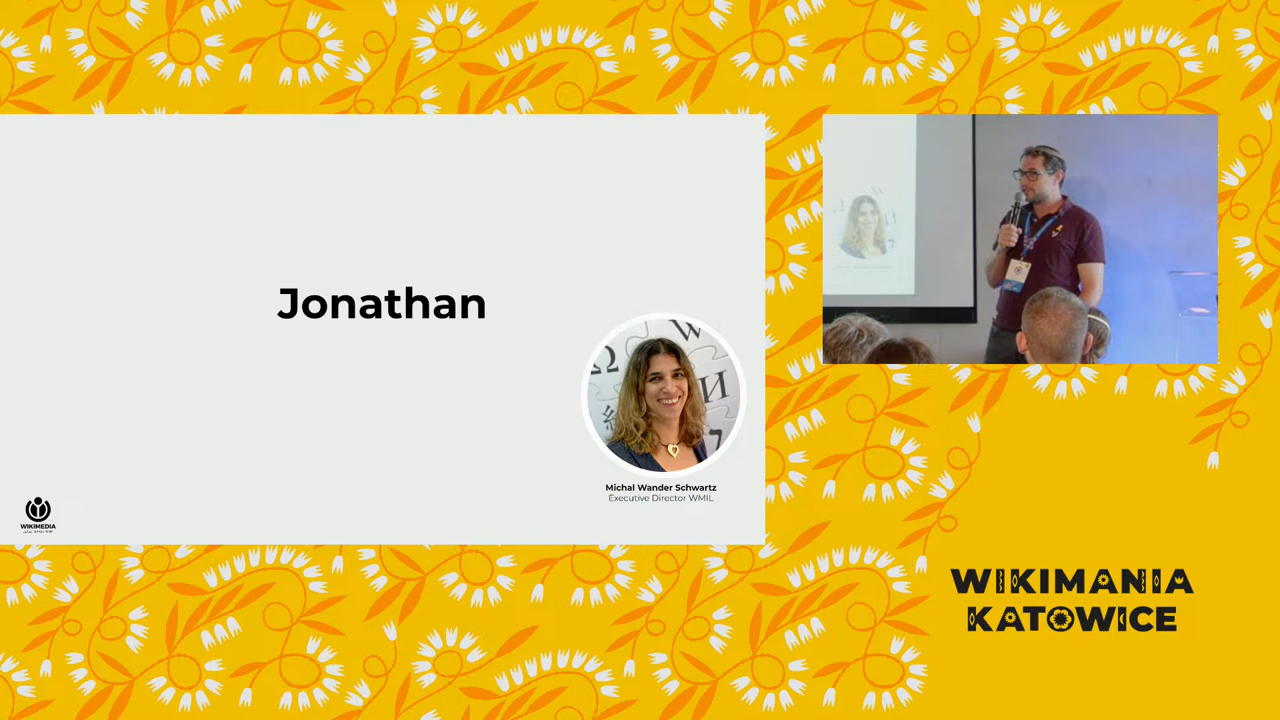 Jonathan
Michal Wander Schwartz
Executive Director WMIL
WIKIMEDIA
WIKIMANIA
KATOWICE